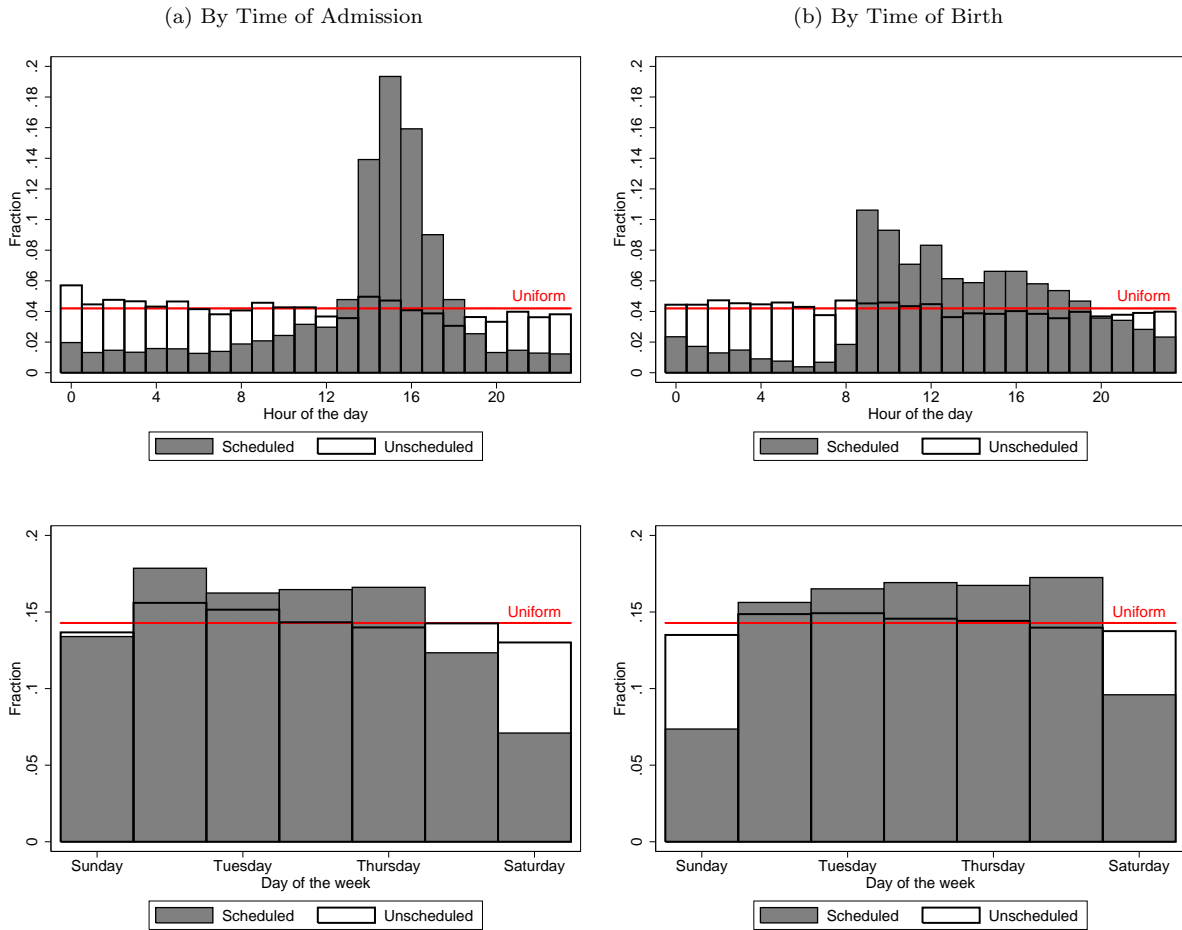 (a) By Time of Admission
Fraction
0 .02 .04 .06 .08 .1 .12 .14 .16 .18 .2
Uniform
0 4 8 12 16 20
Hour of the day
Scheduled Unscheduled
(b) By Time of Birth
Fraction
0 .02 .04 .06 .08 .1 .12 .14 .16 .18 .2
Uniform
0 4 8 12 16 20
Hour of the day
Scheduled Unscheduled
Fraction
0 .05 .1 .15 .2
Uniform
Sunday Tuesday Thursday Saturday
Day of the week
Scheduled Unscheduled
Fraction
0 .05 .1 .15 .2
Uniform
Sunday Tuesday Thursday Saturday
Day of the week
Scheduled Unscheduled